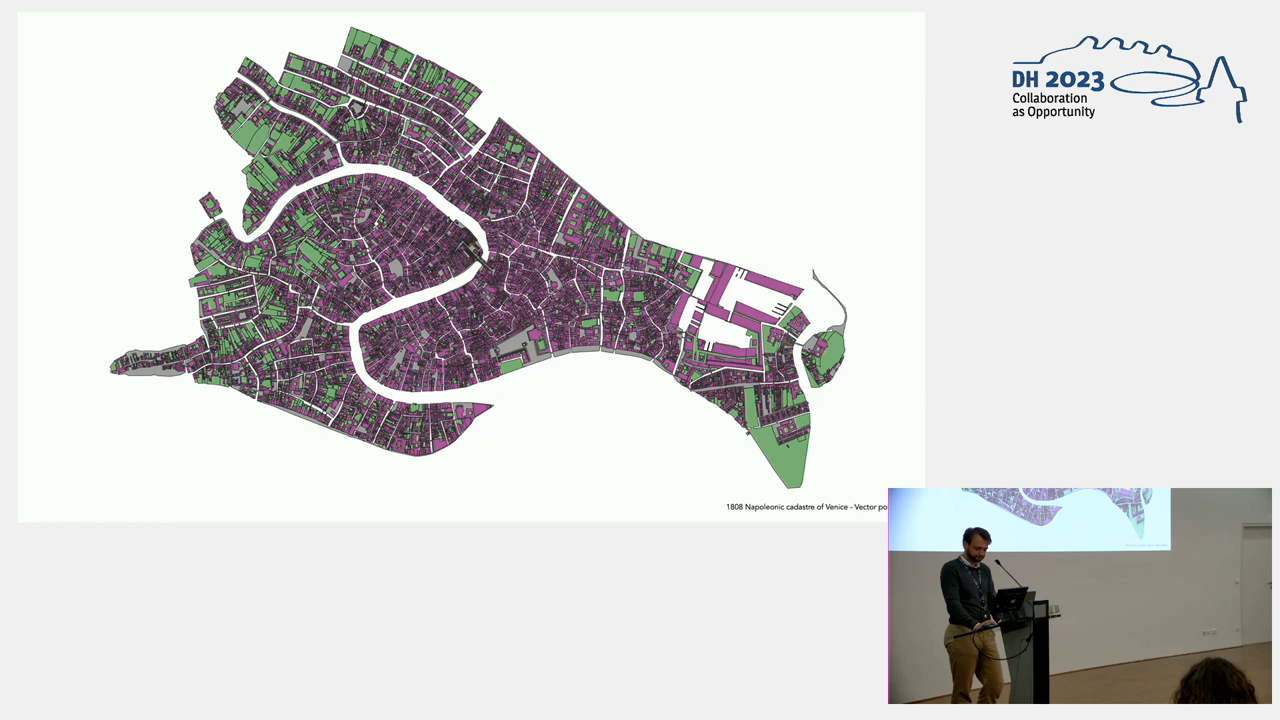 DH 2023
Collaboration
as Opportunity
1808 Napoleonic cadastre of Venice - Vector po